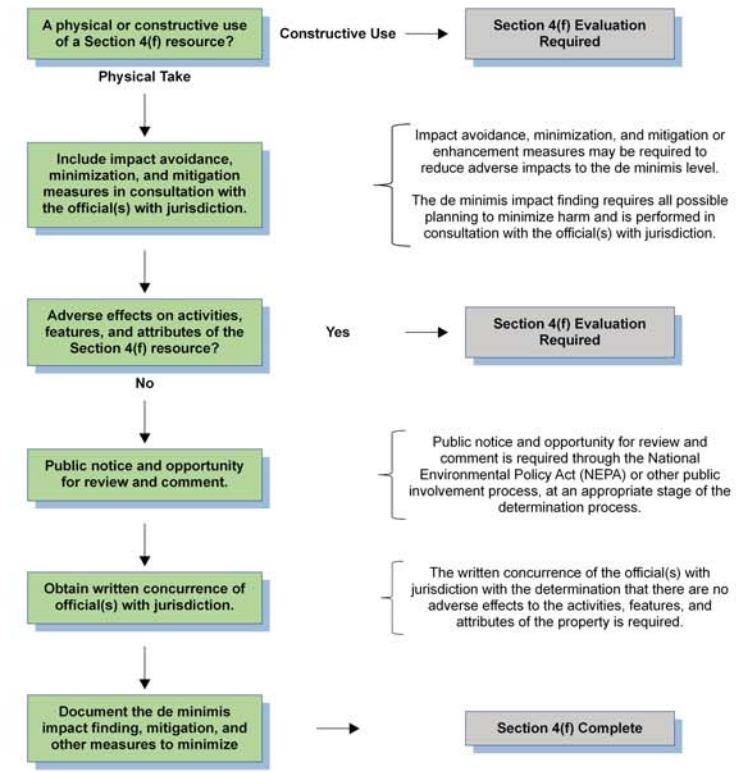 A physical or constructive use
of a Section 4(f) resource?
Constructive Use
Section 4(f) Evaluation
Required
Physical Take
Include impact avoidance,
minimization, and mitigation
measures in consultation with
the official(s) with jurisdiction.
Impact avoidance, minimization, and mitigation or
enhancement measures may be required to
reduce adverse impacts to the de minimis level.
The de minimis impact finding requires all possible
planning to minimize harm and is performed in
consultation with the official(s) with jurisdiction.
Adverse effects on activities,
features, and attributes of the
Section 4(f) resource?
Yes
Section 4(f) Evaluation
Required
No
Public notice and opportunity
for review and comment.
Public notice and opportunity for review and
comment is required through the National
Environmental Policy Act (NEPA) or other public
involvement process, at an appropriate stage of the
determination process.
Obtain written concurrence of
official(s) with jurisdiction.
The written concurrence of the official(s) with
jurisdiction with the determination that there are no
adverse effects to the activities, features, and
attributes of the property is required.
Document the de minimis
impact finding, mitigation, and
other measures to minimize
Section 4(f) Complete